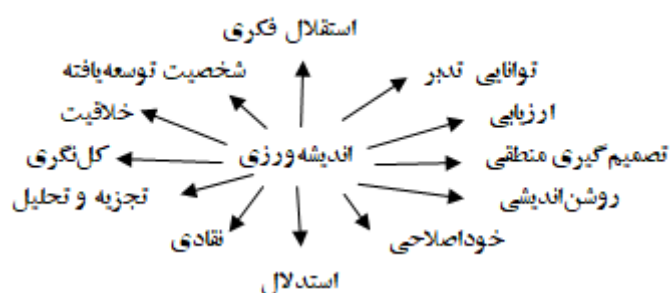 استقلال فکری
توانایی تدبر
شخصیت توسعه‌یافته
ارزیابی
خلاقیت
تصمیم‌گیری منطقی
اندیشه‌ورزی
کل‌نگری
روشن‌اندیشی
تجزیه و تحلیل
خوداصلاحی
نقادی
استدلال